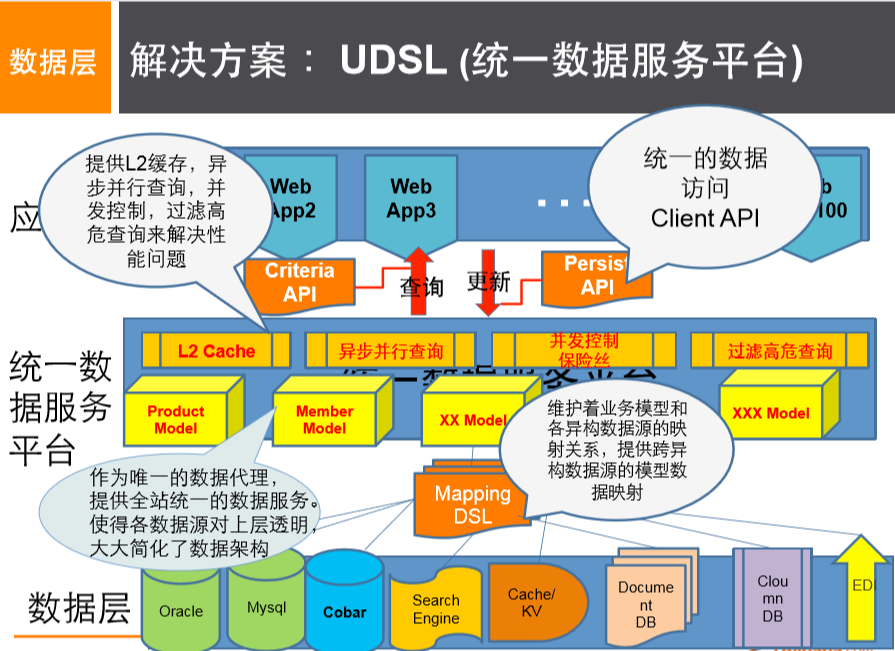 数据层
解决方案： UDSL (统一数据服务平台)
提供L2缓存，异
步并行查询，并
发控制，过滤高
危查询来解决性
能问题
应
Web
App2
Web
App3
. . .
b
100
统一的数据
访问
Client API
Criteria
API
查询
更新
Persist
API
统一数
据服务
平台
L2 Cache
异步并行查询
并发控制
保险丝
过滤高危查询
统一数据服务平台
Product
Model
Member
Model
XX Model
XXX Model
维护着业务模型和
各异构数据源的映
射关系，提供跨异
构数据源的模型数
据映射
作为唯一的数据代理，
提供全站统一的数据服务。
使得各数据源对上层透明，
大大简化了数据架构
Mapping
DSL
数据层
Oracle
Mysql
Cobar
Search
Engine
Cache/
KV
Docume
nt
DB
Clou
mn
DB
EDI